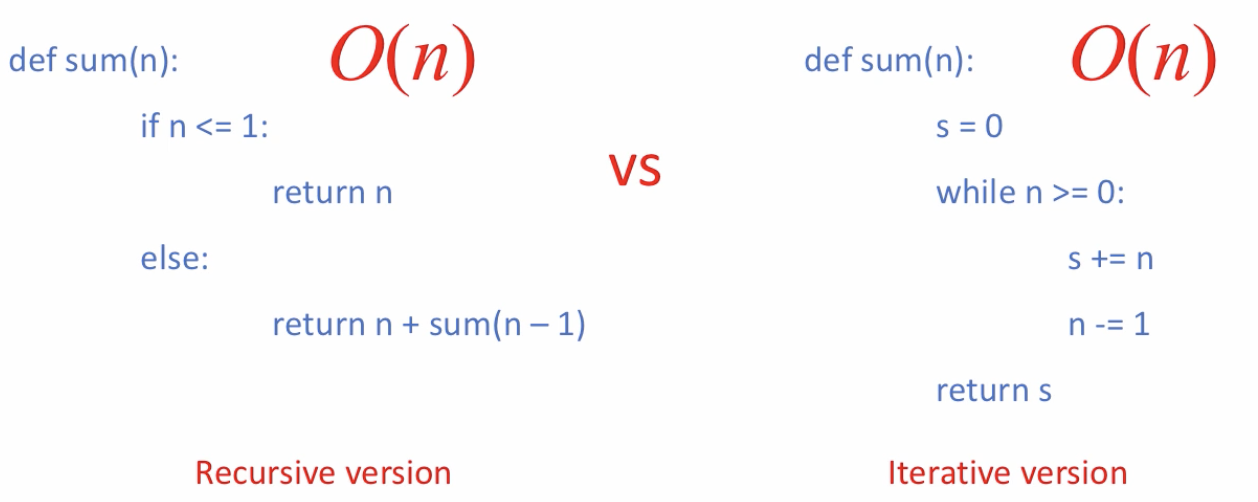 def sum(n):
O(n)
if n <= 1:
return n
else:
return n + sum(n – 1)
Recursive version
vs
def sum(n):
O(n)
s = 0
while n >= 0:
s += n
n -= 1
return s
Iterative version